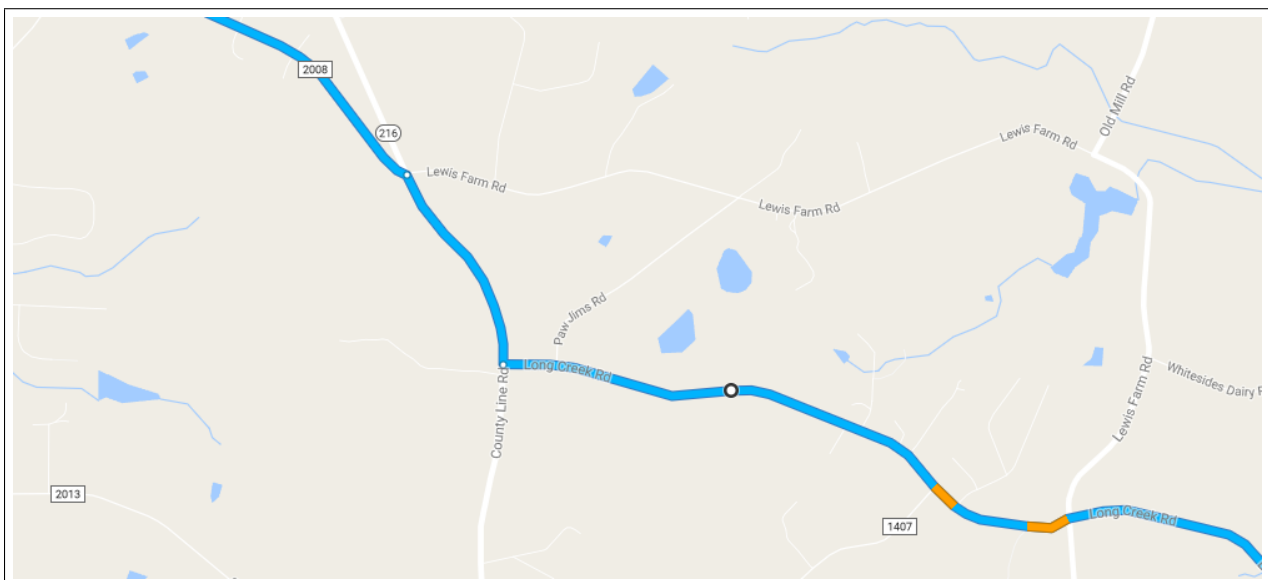 2008
Old Mill Rd
216
Lewis Farm Rd
Lewis Farm Rd
Lewis Farm Rd
Paw Jims Rd
Long Creek Rd
County Line Rd
Lewis Farm Rd
Whitesides Dairy
2013
1407
Long Creek Rd